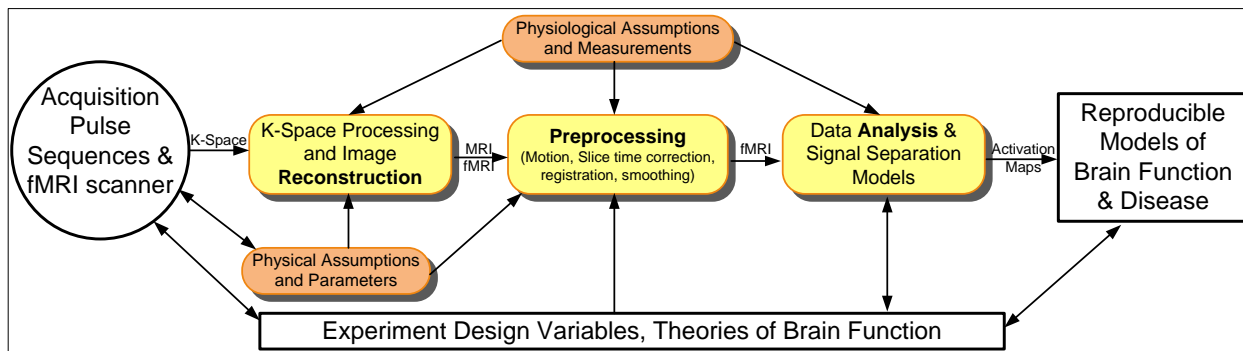 Physiological Assumptions
and Measurements
Acquisition
Pulse
Sequences &
fMRI scanner
K-Space
K-Space Processing
and Image
Reconstruction
MRI
fMRI
Preprocessing
(Motion, Slice time correction,
registration, smoothing)
fMRI
Data Analysis &
Signal Separation
Models
Activation
Maps
Reproducible
Models of
Brain Function
& Disease
Physical Assumptions
and Parameters
Experiment Design Variables, Theories of Brain Function